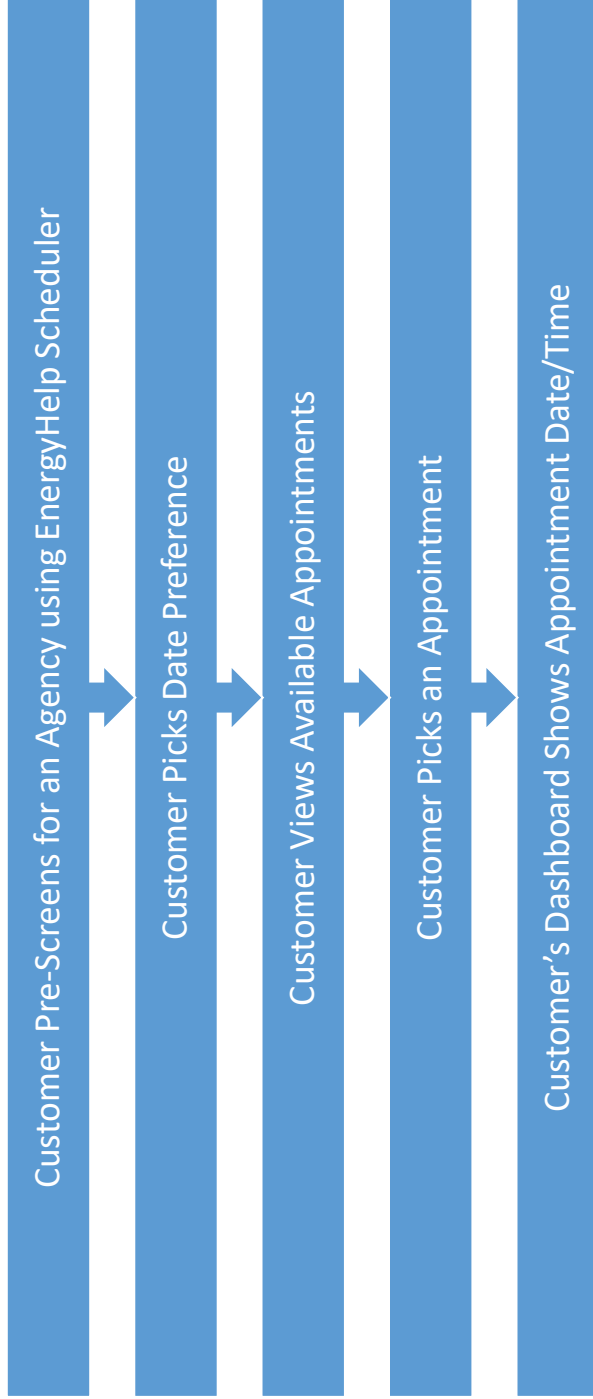 Customer Pre-Screens for an Agency using EnergyHelp Scheduler
Customer Picks Date Preference
Customer Views Available Appointments
Customer Picks an Appointment
Customer’s Dashboard Shows Appointment Date/Time